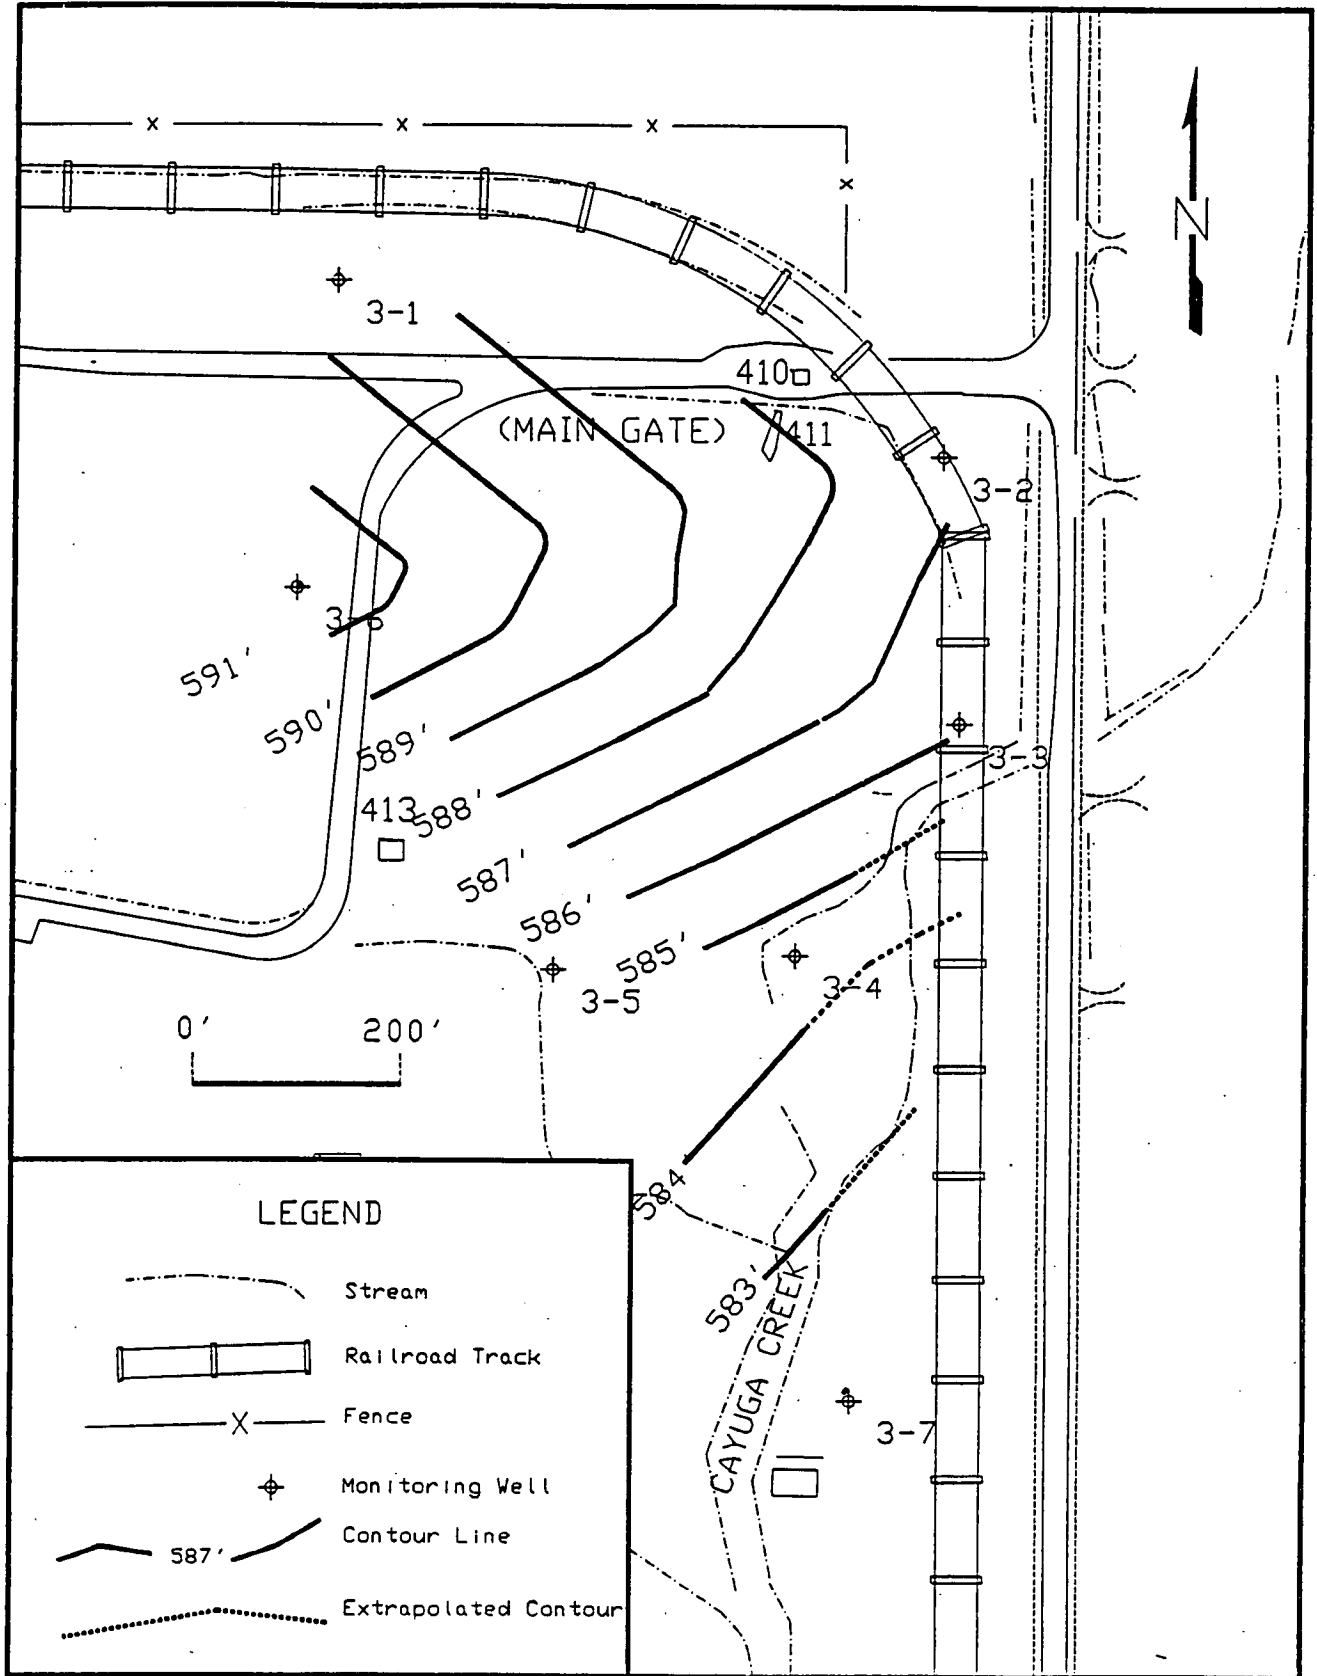 x x x
x
N
3-1
410
(MAIN GATE)
411
3-2
3-6
591'
590'
589'
3-3
413
588'
587'
586'
585'
3-4
3-5
0' 200'
584'
583'
CAYUGA CREEK
3-7
LEGEND
Stream
Railroad Track
X Fence
Monitoring Well
Contour Line
587'
Extrapolated Contour